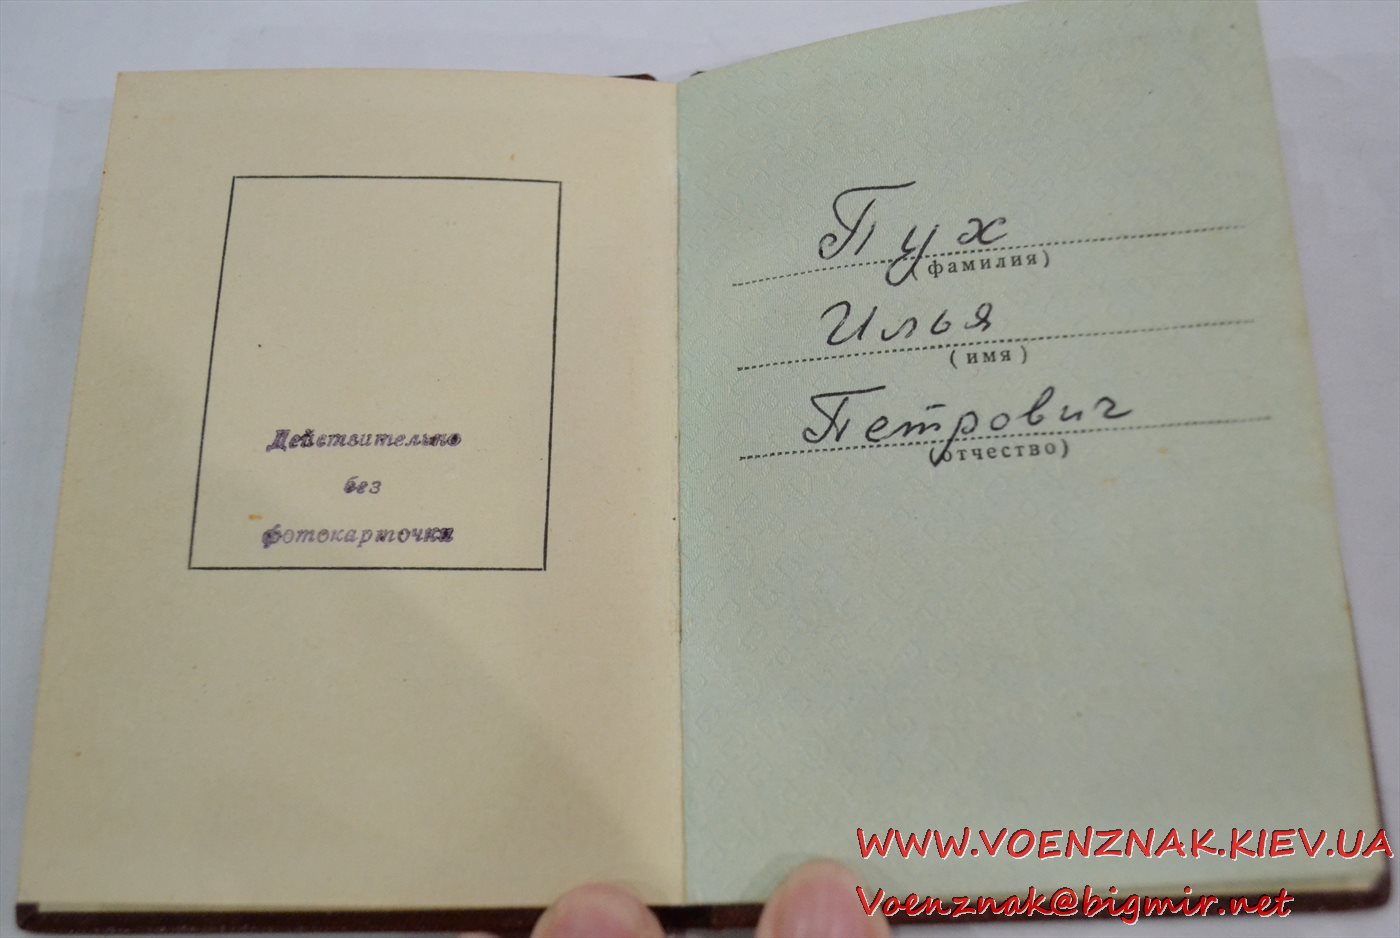 Действительно
без
фотокарточки
Пух
(фамилия)
Илья
(имя)
Петрович
(отчество)
WWW.VOENZNAK.KIEV.UA
Voenznak@bigmir.net